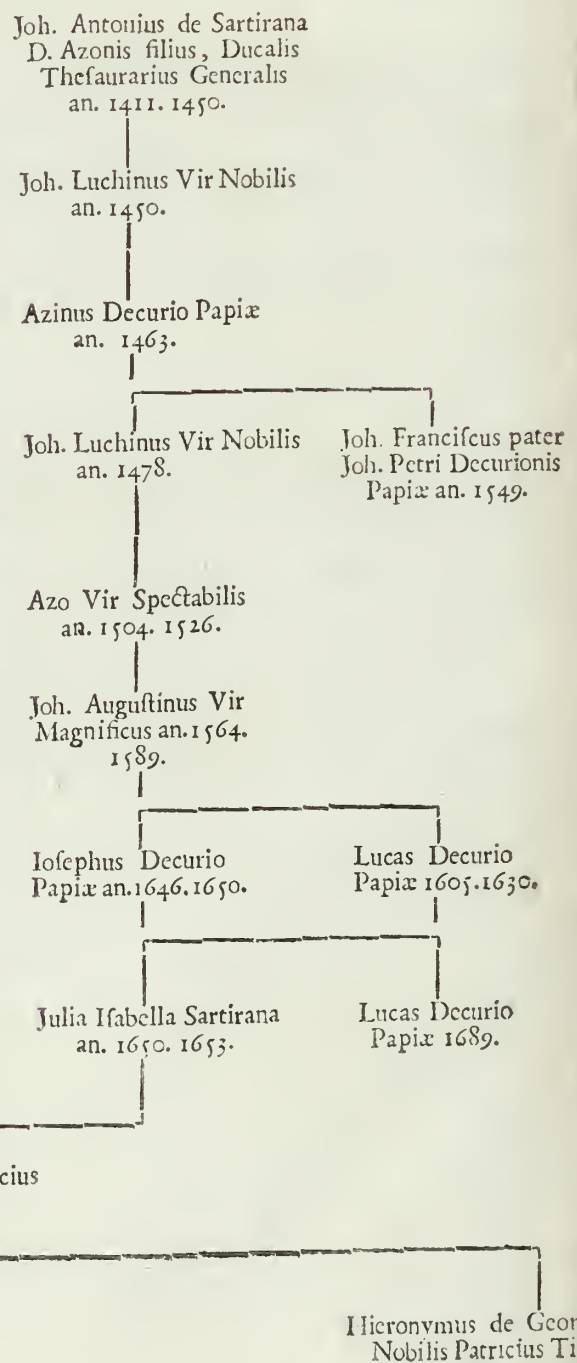 Joh. Antonius de Sartirana
D. Azonis filius, Ducalis
Theſaurarius Generalis
an. 1411. 1450.
Joh. Luchinus Vir Nobilis
an. 1450.
Azinus Decurio Papiæ
an. 1463.
Joh. Luchinus Vir Nobilis
an. 1478.
Joh. Franciſcus pater
Joh. Petri Decurionis
Papiæ an. 1549.
Azo Vir Spectabilis
an. 1504. 1526.
Joh. Auguſtinus Vir
Magnificus an. 1564.
1589.
Ioſephus Decurio
Papiæ an. 1646. 1650.
Lucas Decurio
Papiæ 1605. 1630.
Julia Iſabella Sartirana
an. 1650. 1653.
Lucas Decurio
Papiæ 1689.
cius
Hieronymus de Geor
Nobilis Patricius Ti